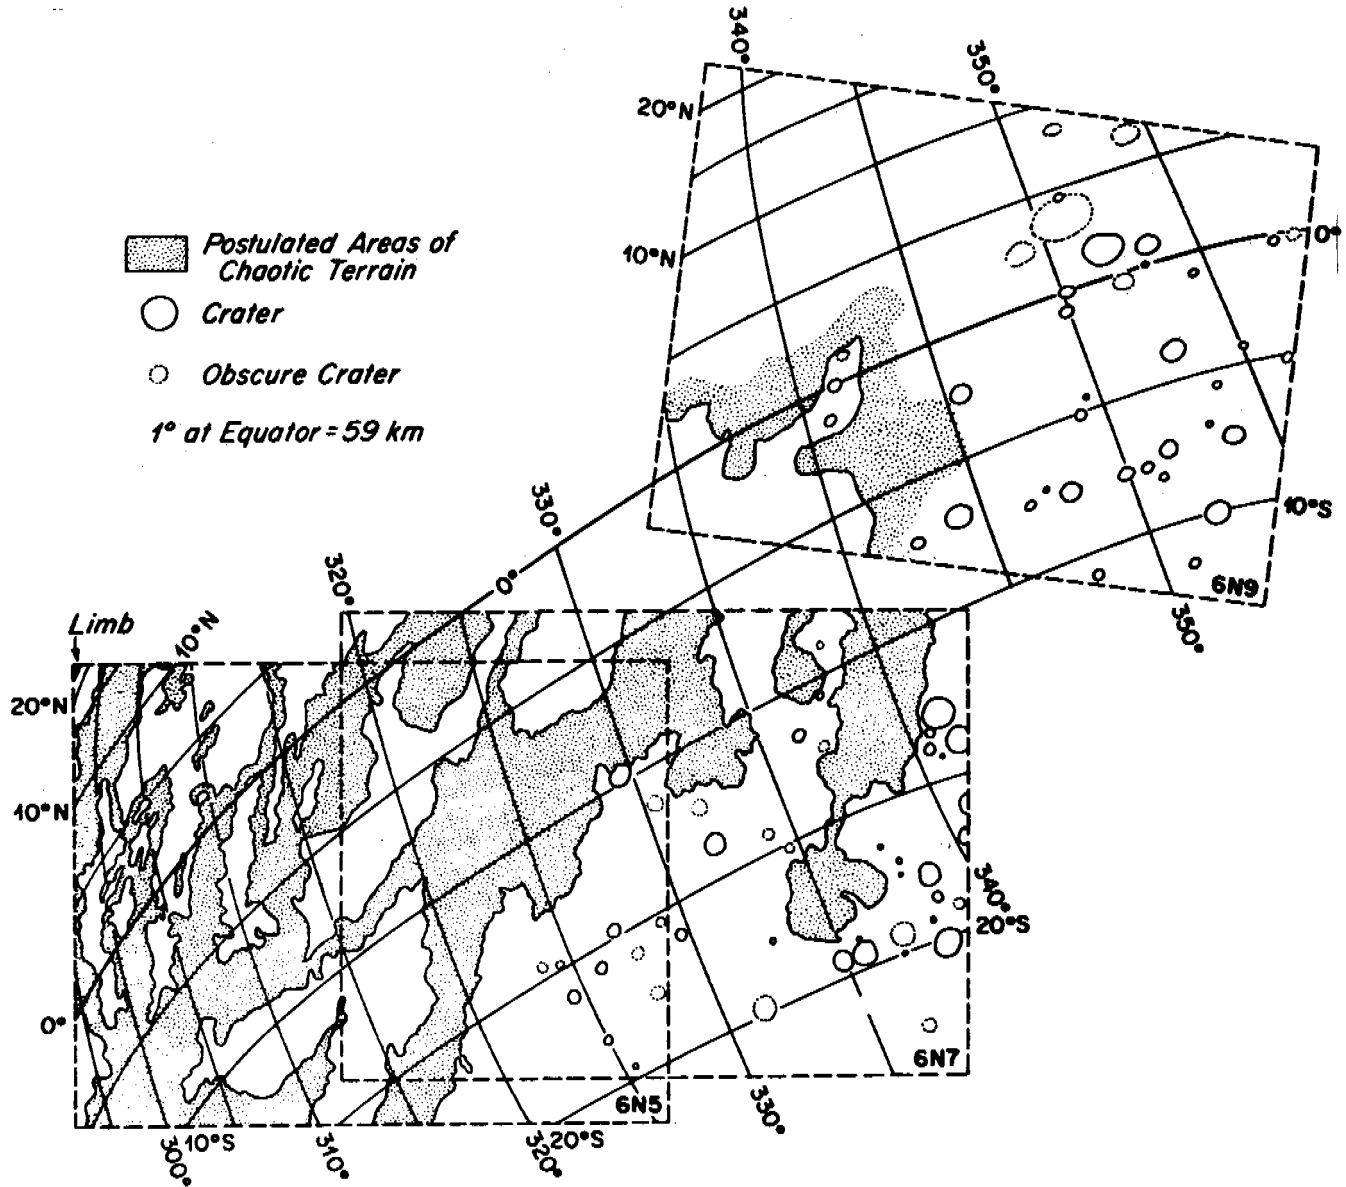 340°
350°
20°N
10°N
0°
Postulated Areas of
Chaotic Terrain
Crater
Obscure Crater
1° at Equator = 59 km
330°
10°S
6N9
350°
320°
0°
Limb
10°N
20°N
10°N
340°
20°S
0°
6N7
6N5
330°
300°
10°S
310°
320°
20°S